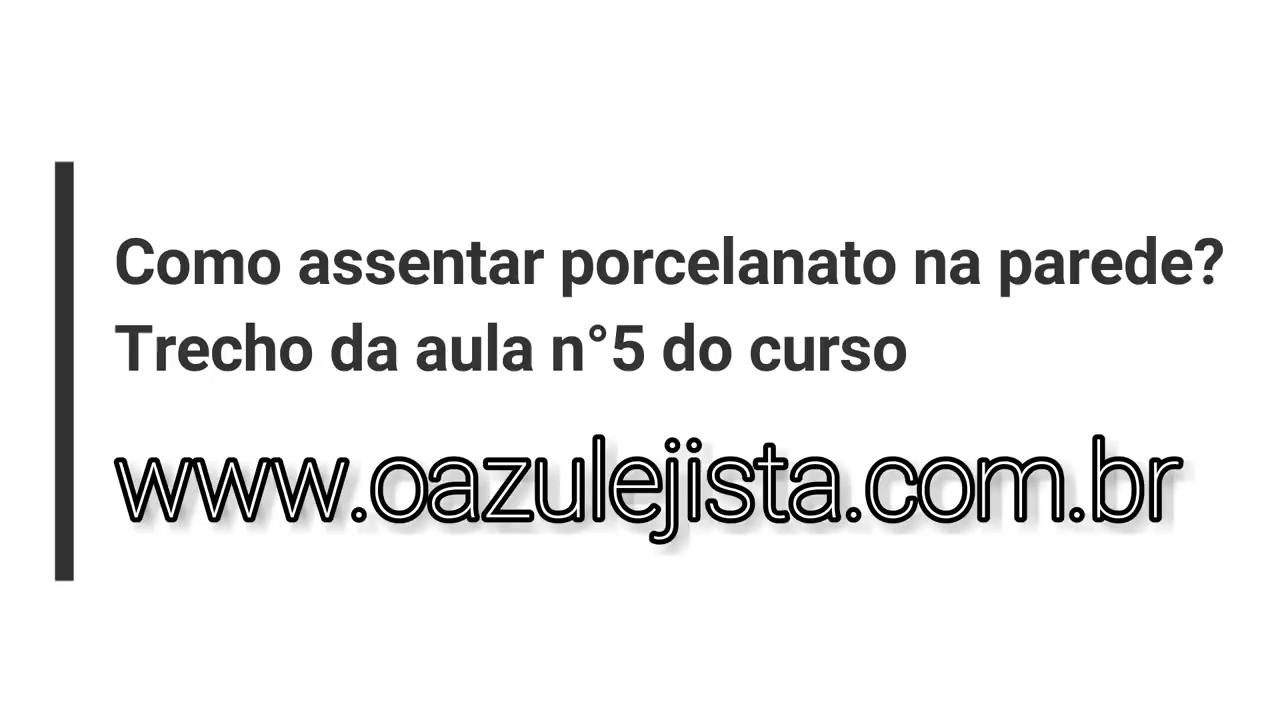 Como assentar porcelanato na parede?
Trecho da aula n°5 do curso
www.oazulejista.com.br